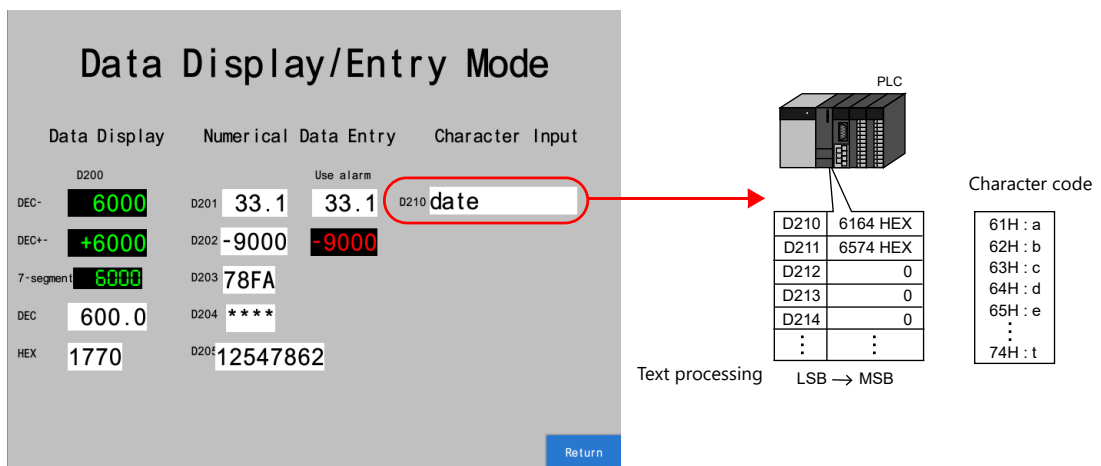 Data Display/Entry Mode
Data Display Numerical Data Entry Character Input
D200 Use alarm
DEC- 6000 D201 33.1 33.1 D210 date
DEC+- +6000 D202 -9000 -9000
7-segment 6000 D203 78FA
DEC 600.0 D204 ****
HEX 1770 D205 12547862
Return
PLC
D210 6164 HEX
D211 6574 HEX
D212 0
D213 0
D214 0
⋮ ⋮
Text processing LSB → MSB
Character code
61H : a
62H : b
63H : c
64H : d
65H : e
⋮
74H : t